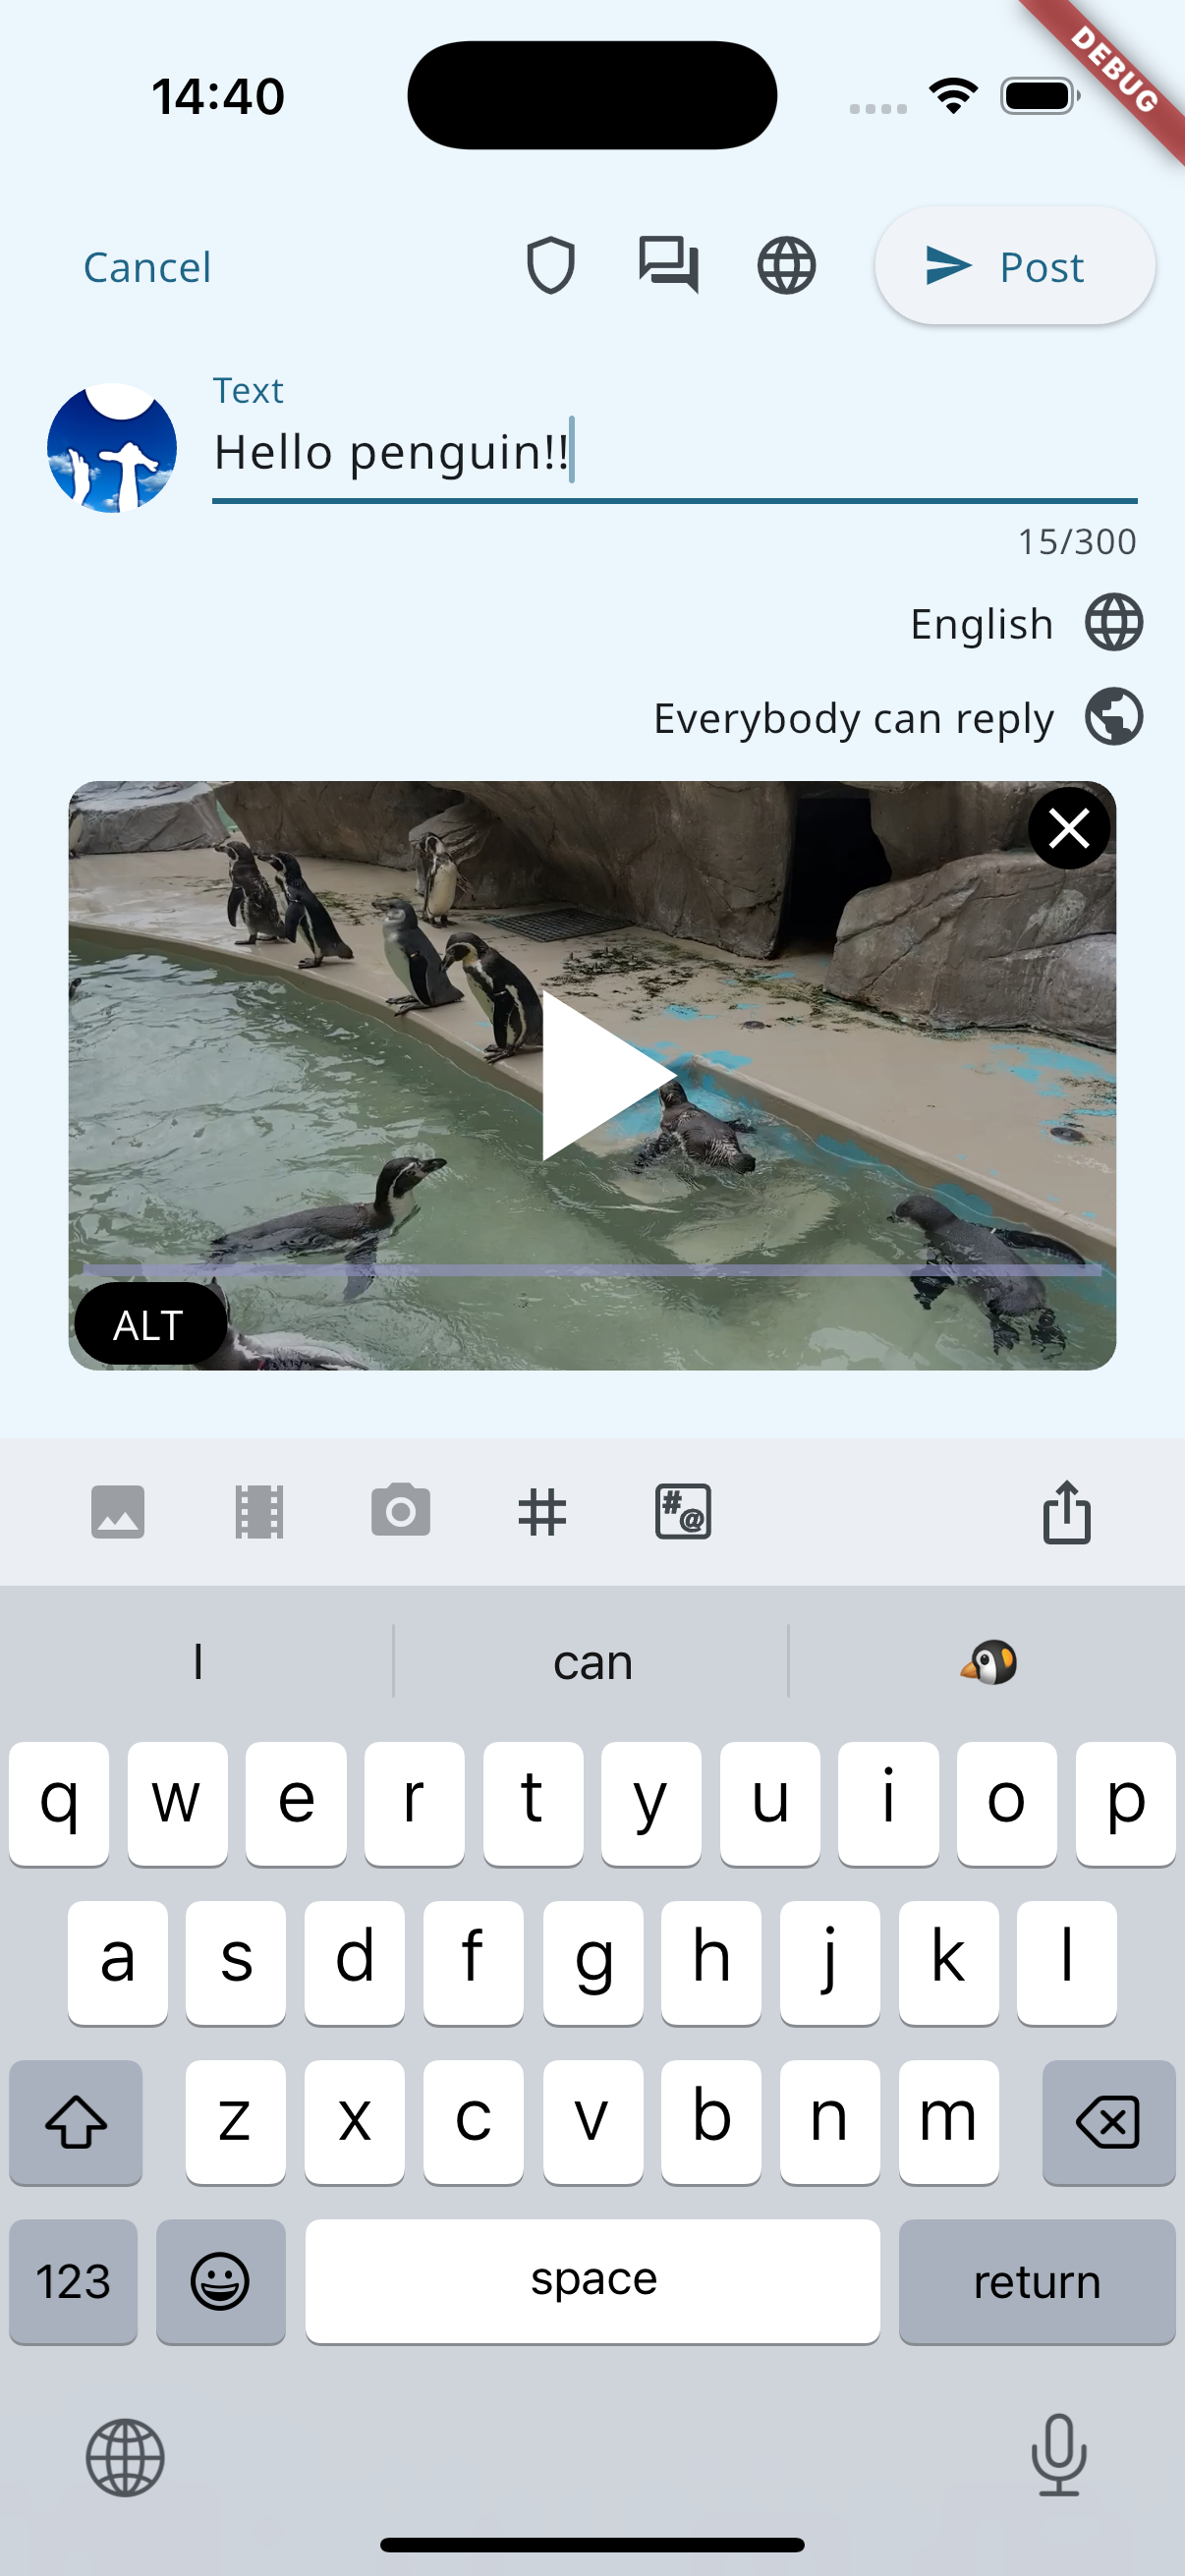 14:40
DEBUG
Cancel
Post
Text
Hello penguin!!
15/300
English
Everybody can reply
ALT
#@
I can 🐧
q w e r t y u i o p
a s d f g h j k l
z x c v b n m
123 space return